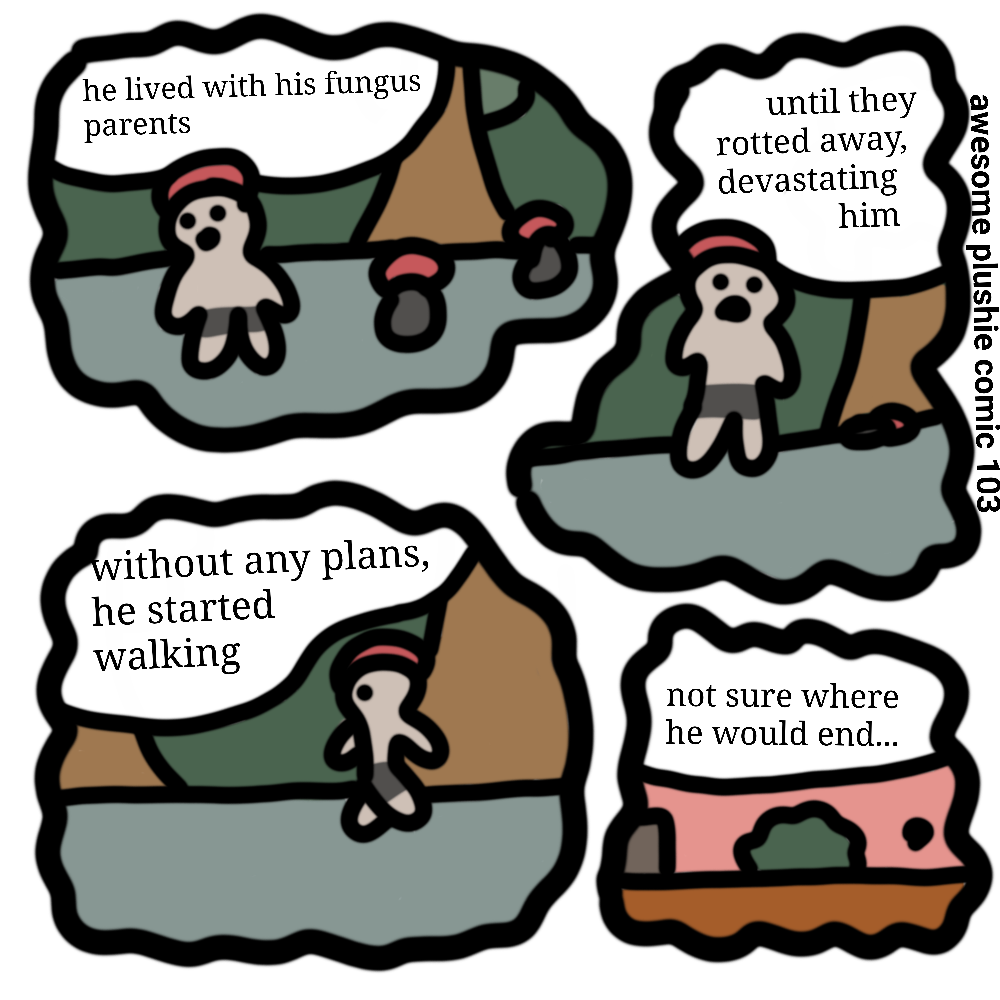 he lived with his fungus
parents
until they
rotted away,
devastating
him
awesome plushie comic 103
without any plans,
he started
walking
not sure where
he would end...